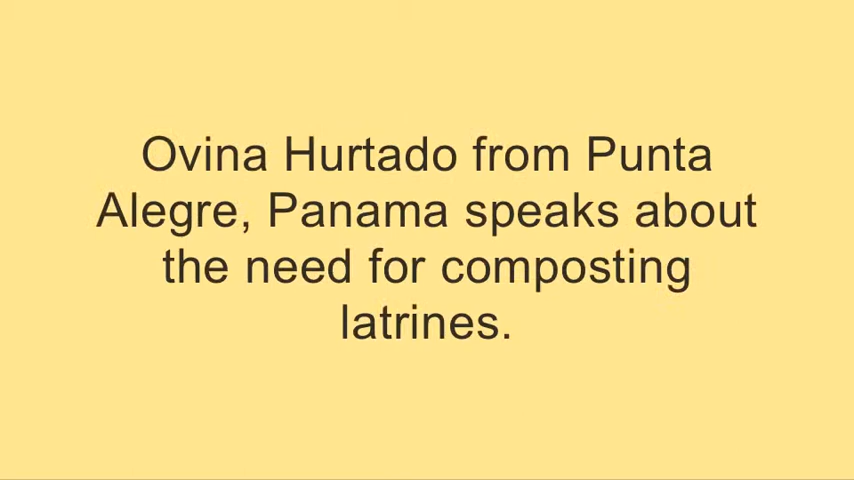 Ovina Hurtado from Punta
Alegre, Panama speaks about
the need for composting
latrines.